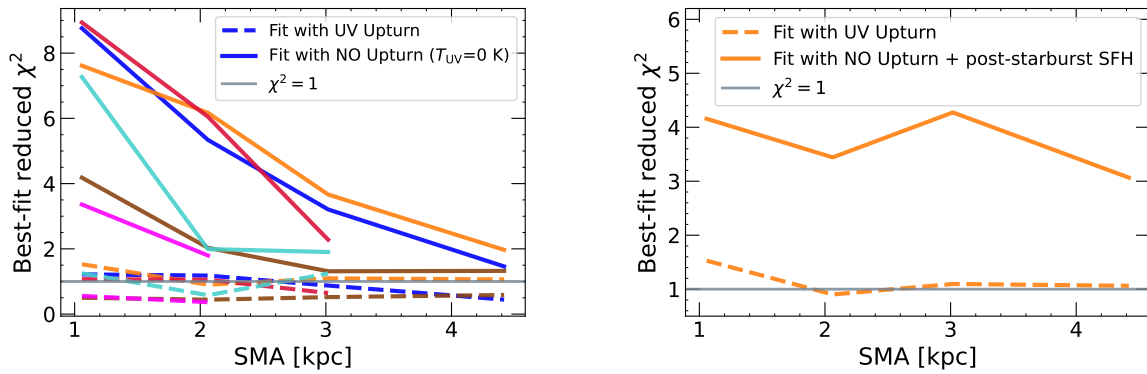 Best-fit reduced χ²
8
6
4
2
0
Fit with UV Upturn
Fit with NO Upturn (T_UV=0 K)
χ² = 1
1
2
3
4
SMA [kpc]
Best-fit reduced χ²
6
5
4
3
2
1
Fit with UV Upturn
Fit with NO Upturn + post-starburst SFH
χ² = 1
1
2
3
4
SMA [kpc]